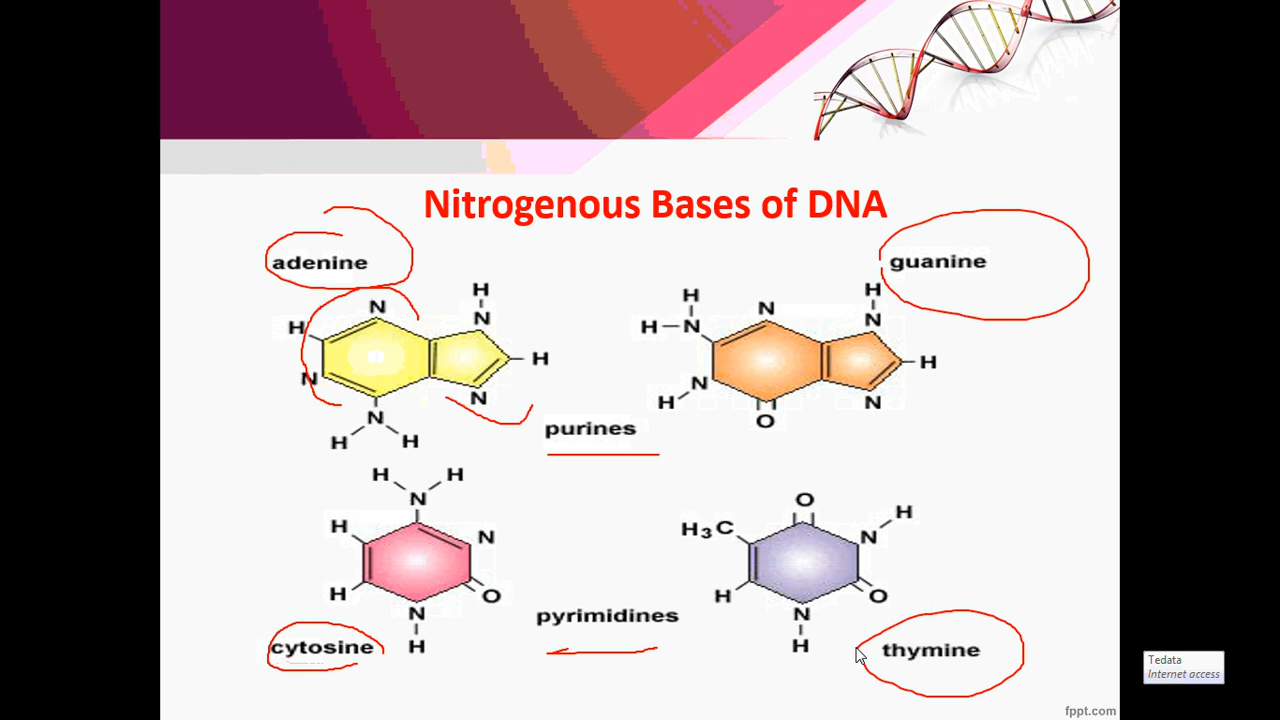 Nitrogenous Bases of DNA
adenine
guanine
H
H
H
N
N
H
N
N
H
H
N
H
H
N
N
H
N
N
H
N
O
H
H
purines
H
H
N
O
H
H₃C
H
N
N
H
O
H
O
N
N
pyrimidines
H
H
cytosine
thymine
Tedata
Internet access
fppt.com